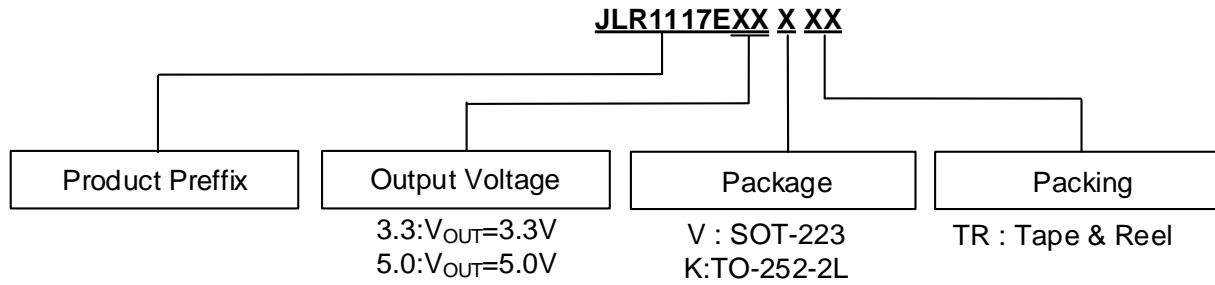 JLR1117EXX X XX
Product Preffix
Output Voltage
Package
Packing
3.3:VOUT=3.3V
5.0:VOUT=5.0V
V : SOT-223
K:TO-252-2L
TR : Tape & Reel